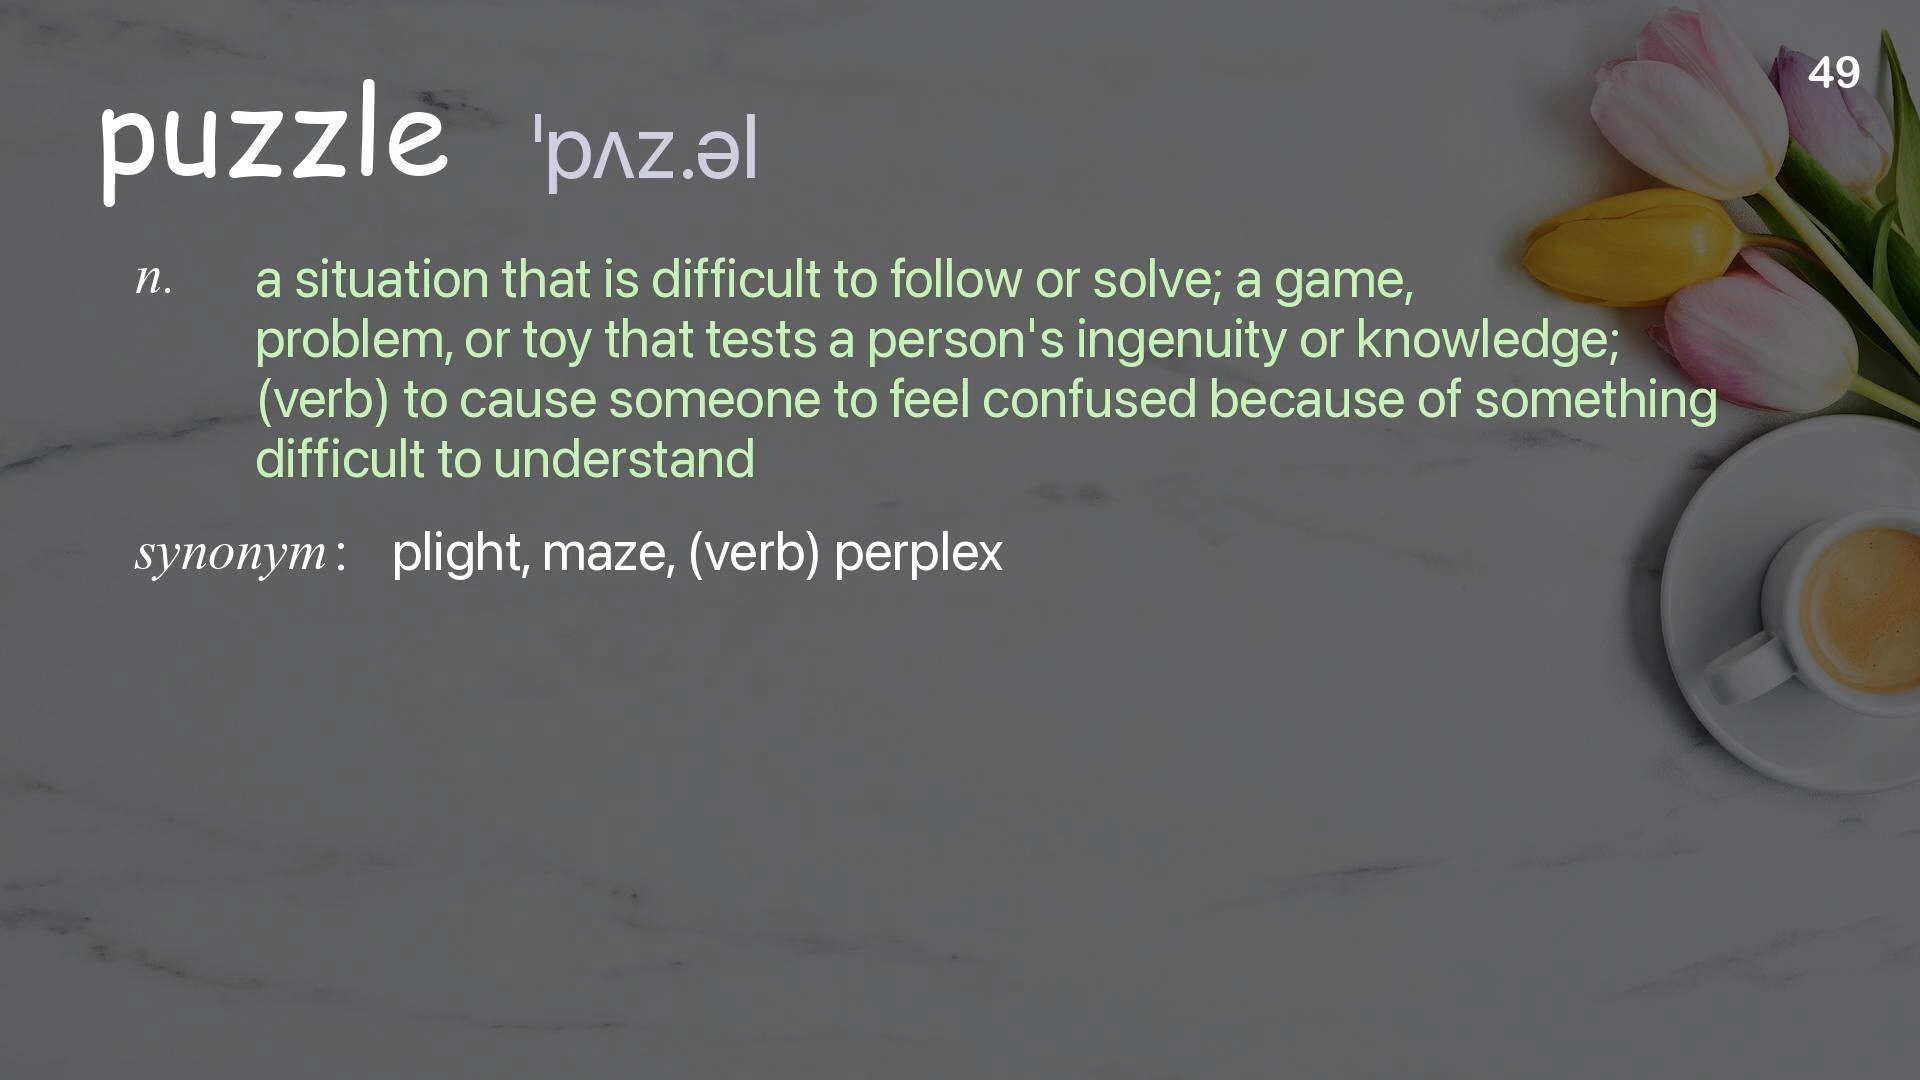 49
puzzle ˈpʌz.əl
n. a situation that is difficult to follow or solve; a game,
problem, or toy that tests a person's ingenuity or knowledge;
(verb) to cause someone to feel confused because of something
difficult to understand
synonym: plight, maze, (verb) perplex